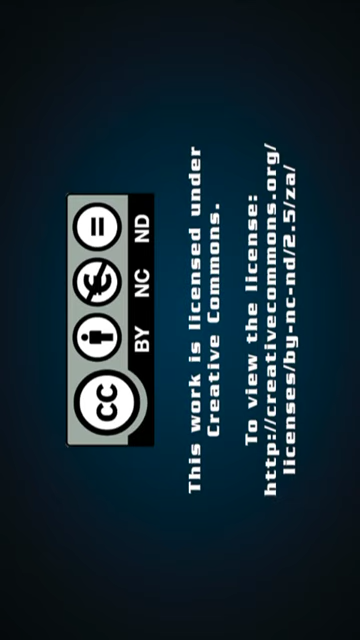 CC
BY NC ND
This work is licensed under
Creative Commons.
To view the license:
http://creativecommons.org/
licenses/by-nc-nd/2.5/za/